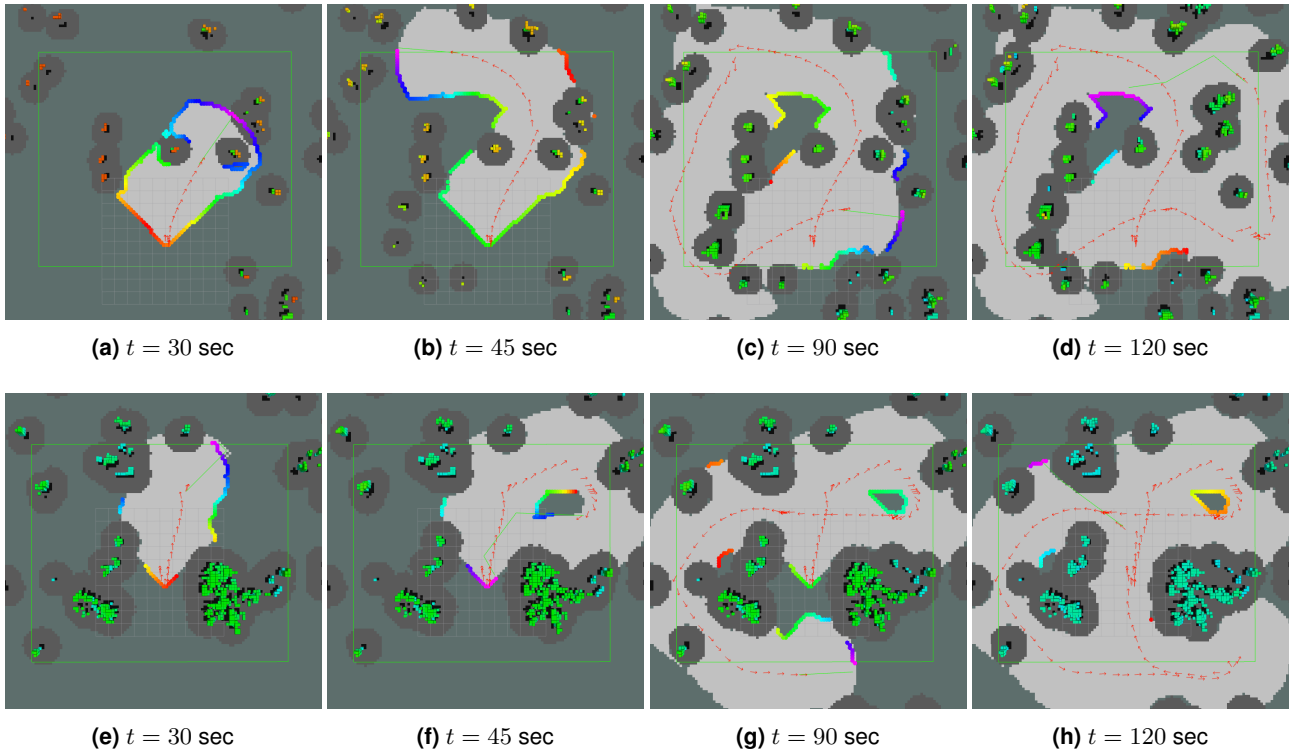 (a) t = 30 sec
(b) t = 45 sec
(c) t = 90 sec
(d) t = 120 sec
(e) t = 30 sec
(f) t = 45 sec
(g) t = 90 sec
(h) t = 120 sec